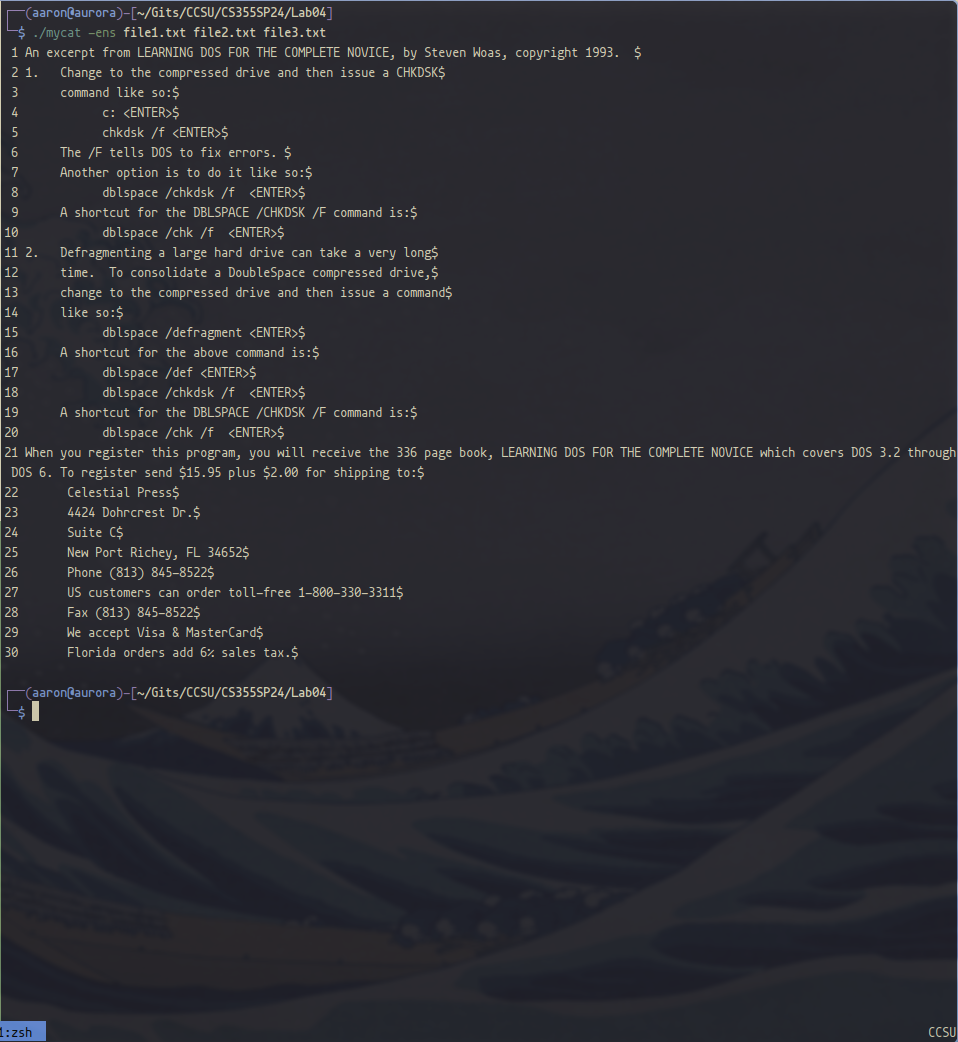 ┌──(aaron@aurora)-[~/Gits/CCSU/CS355SP24/Lab04]
└─$ ./mycat -ens file1.txt file2.txt file3.txt
 1 An excerpt from LEARNING DOS FOR THE COMPLETE NOVICE, by Steven Woas, copyright 1993.  $
 2 1.   Change to the compressed drive and then issue a CHKDSK$
 3      command like so:$
 4            c: <ENTER>$
 5            chkdsk /f <ENTER>$
 6      The /F tells DOS to fix errors. $
 7      Another option is to do it like so:$
 8            dblspace /chkdsk /f  <ENTER>$
 9      A shortcut for the DBLSPACE /CHKDSK /F command is:$
10            dblspace /chk /f  <ENTER>$
11 2.   Defragmenting a large hard drive can take a very long$
12      time.  To consolidate a DoubleSpace compressed drive,$
13      change to the compressed drive and then issue a command$
14      like so:$
15            dblspace /defragment <ENTER>$
16      A shortcut for the above command is:$
17            dblspace /def <ENTER>$
18            dblspace /chkdsk /f  <ENTER>$
19      A shortcut for the DBLSPACE /CHKDSK /F command is:$
20            dblspace /chk /f  <ENTER>$
21 When you register this program, you will receive the 336 page book, LEARNING DOS FOR THE COMPLETE NOVICE which covers DOS 3.2 through
 DOS 6. To register send $15.95 plus $2.00 for shipping to:$
22       Celestial Press$
23       4424 Dohrcrest Dr.$
24       Suite C$
25       New Port Richey, FL 34652$
26       Phone (813) 845-8522$
27       US customers can order toll-free 1-800-330-3311$
28       Fax (813) 845-8522$
29       We accept Visa & MasterCard$
30       Florida orders add 6% sales tax.$
┌──(aaron@aurora)-[~/Gits/CCSU/CS355SP24/Lab04]
└─$
1:zsh CCSU